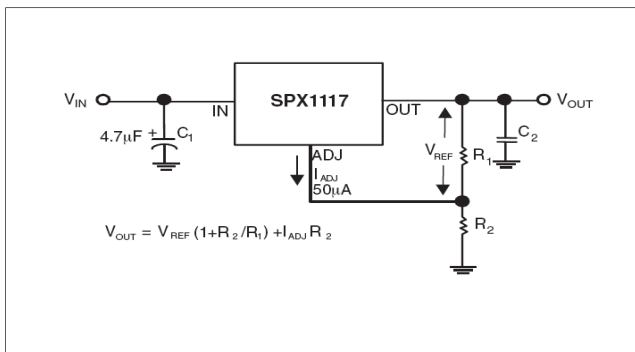 SPX1117
V_IN
IN
OUT
V_OUT
4.7µF + C_1
ADJ
I_ADJ
50µA
V_REF
R_1
C_2
R_2
V_OUT = V_REF (1+R_2/R_1) +I_ADJ R_2